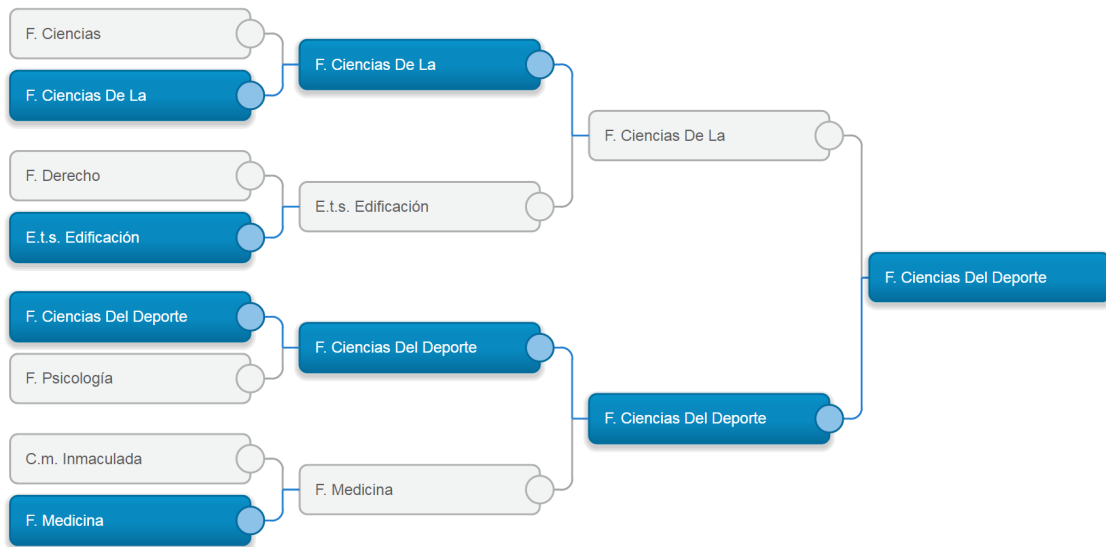 F. Ciencias
F. Ciencias De La
F. Derecho
E.t.s. Edificación
F. Ciencias Del Deporte
F. Psicología
C.m. Inmaculada
F. Medicina
F. Ciencias De La
E.t.s. Edificación
F. Ciencias Del Deporte
F. Medicina
F. Ciencias De La
F. Ciencias Del Deporte
F. Ciencias Del Deporte